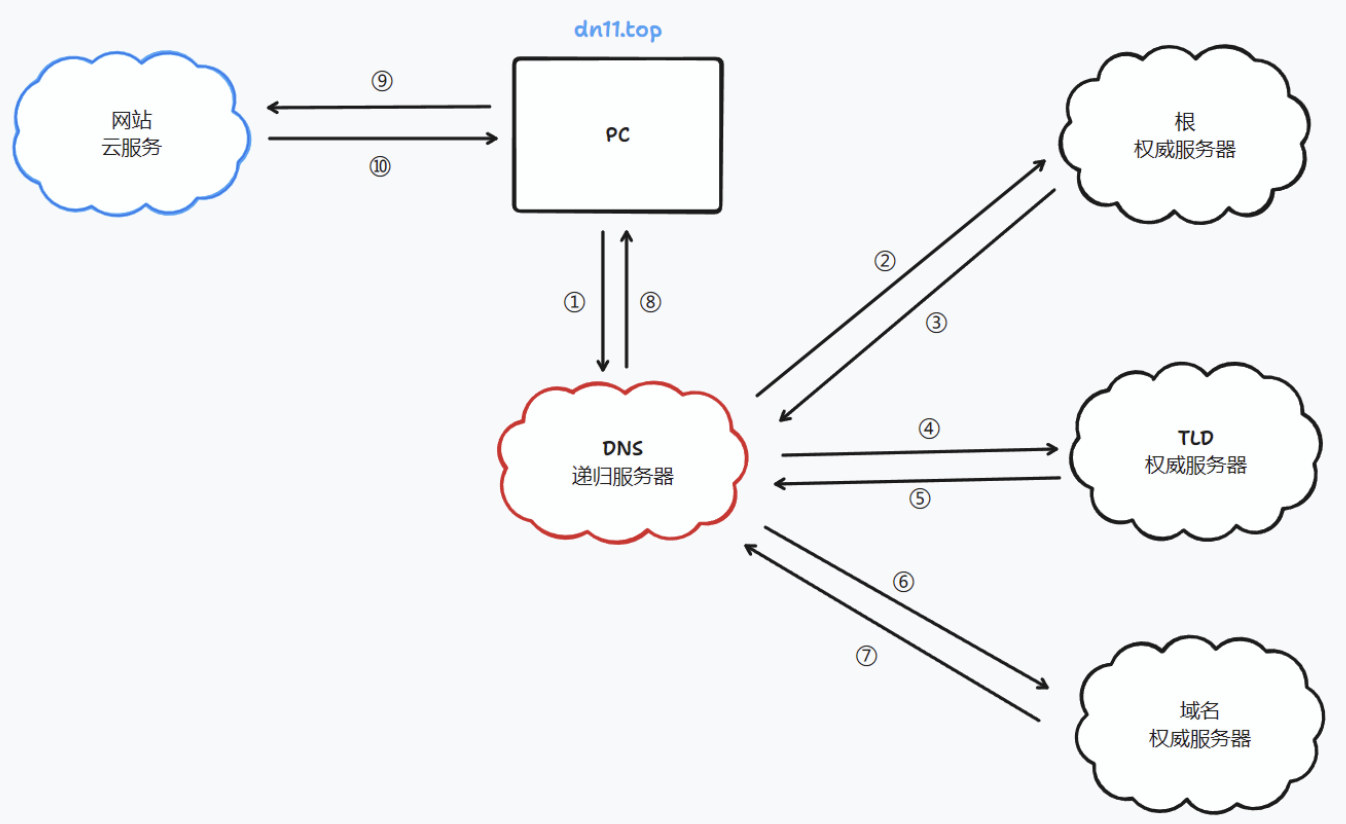 dn11.top
⑨
网站
云服务
⑩
PC
根
权威服务器
②
③
①
⑧
DNS
递归服务器
④
⑤
TLD
权威服务器
⑥
⑦
域名
权威服务器